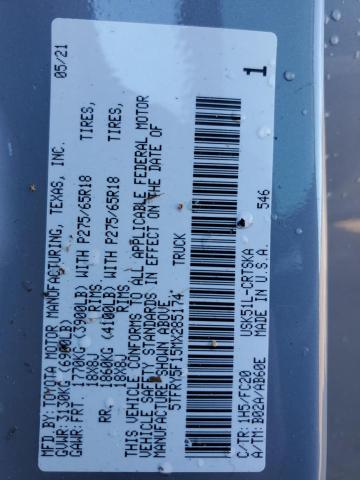 MFD.BY: TOYOTA MOTOR MANUFACTURING, TEXAS, INC. 05/21
GVWR: 3130KG (6900LB)
GAWR: FRT. 1770KG (3900LB) WITH P275/65R18 TIRES,
18X8J RIMS,
RR. 1860KG (4100LB) WITH P275/65R18 TIRES,
18X8J RIMS,
THIS VEHICLE CONFORMS TO ALL APPLICABLE FEDERAL MOTOR
VEHICLE SAFETY STANDARDS IN EFFECT ON THE DATE OF
MANUFACTURE SHOWN ABOVE.
5TFRY5F15MX285174* TRUCK
546
C/TR: 1H5/FC20 USK51L-CRTSKA
A/TM: B02A/AB60E MADE IN U.S.A.
1